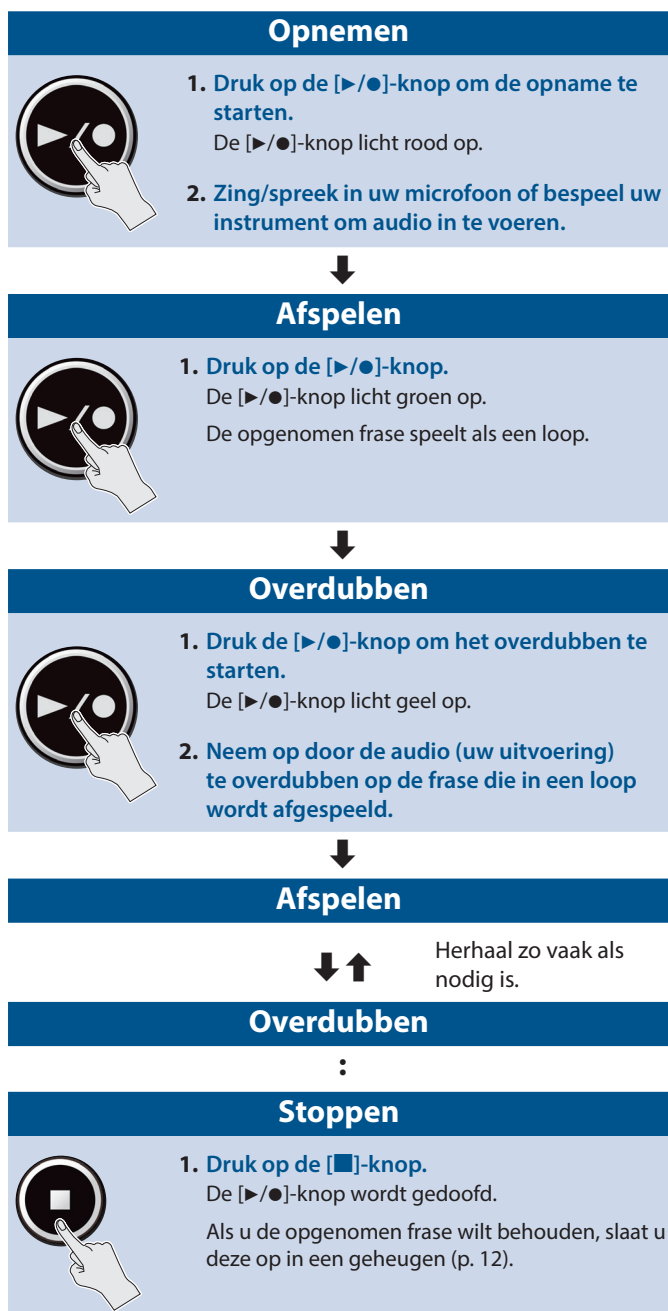 Opnemen
1. Druk op de [►/●]-knop om de opname te
starten.
De [►/●]-knop licht rood op.
2. Zing/spreek in uw microfoon of bespeel uw
instrument om audio in te voeren.
Afspelen
1. Druk op de [►/●]-knop.
De [►/●]-knop licht groen op.
De opgenomen frase speelt als een loop.
Overdubben
1. Druk de [►/●]-knop om het overdubben te
starten.
De [►/●]-knop licht geel op.
2. Neem op door de audio (uw uitvoering)
te overdubben op de frase die in een loop
wordt afgespeeld.
Afspelen
Herhaal zo vaak als
nodig is.
Overdubben
:
Stoppen
1. Druk op de [■]-knop.
De [►/●]-knop wordt gedoofd.
Als u de opgenomen frase wilt behouden, slaat u
deze op in een geheugen (p. 12).